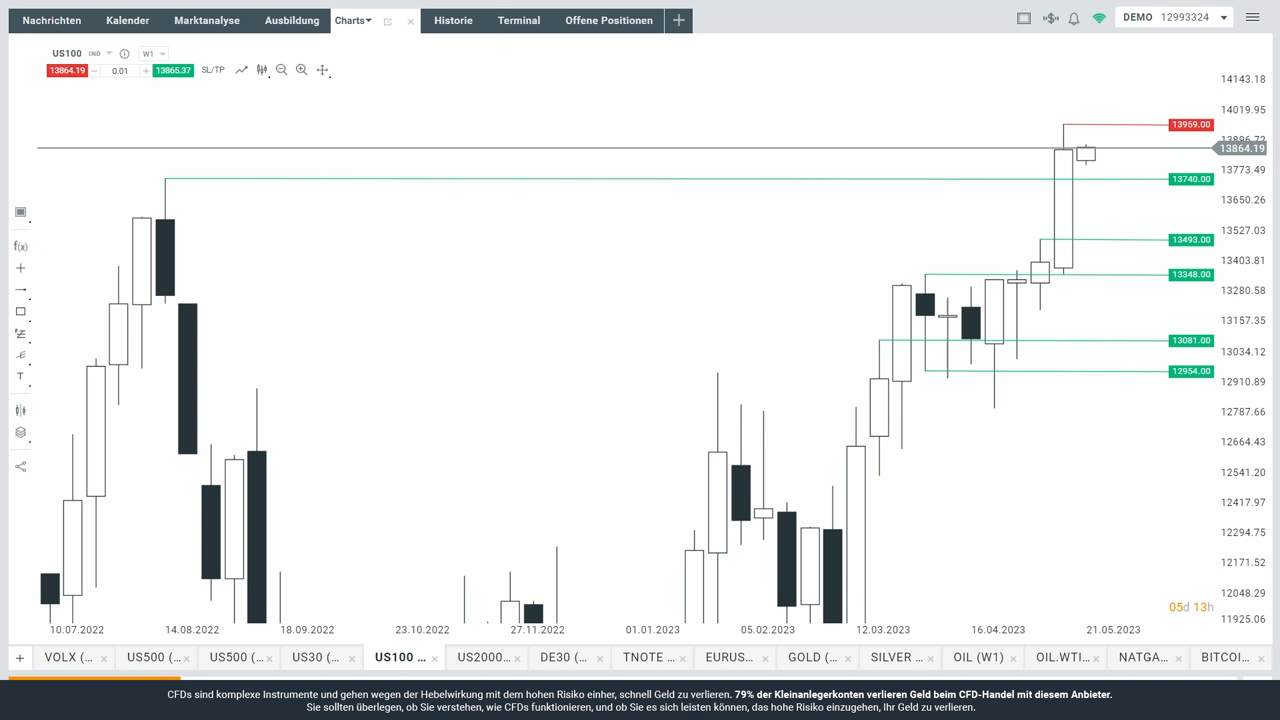 Nachrichten Kalender Marktanalyse Ausbildung Charts Historie Terminal Offene Positionen DEMO 12993324
US100 IND W1
13864.19 0.01 13865.37 SL/TP
14143.18
14019.95
13959.00
13896.72
13864.19
13773.49
13740.00
13650.26
13527.03
13493.00
13403.81
13348.00
13280.58
13157.35
13081.00
13034.12
12954.00
12910.89
12787.66
12664.43
12541.20
12417.97
12294.75
12171.52
12048.29
11925.06
f(x)
T
05d 13h
10.07.2022 14.08.2022 18.09.2022 23.10.2022 27.11.2022 01.01.2023 05.02.2023 12.03.2023 16.04.2023 21.05.2023
VOLX (... US500 (... US500 (... US30 (... US100 ... US2000... DE30 (... TNOTE ... EURUS... GOLD (... SILVER ... OIL (W1) OIL.WTI... NATGA... BITCOI...
CFDs sind komplexe Instrumente und gehen wegen der Hebelwirkung mit dem hohen Risiko einher, schnell Geld zu verlieren. 79% der Kleinanlegerkonten verlieren Geld beim CFD-Handel mit diesem Anbieter.
Sie sollten überlegen, ob Sie verstehen, wie CFDs funktionieren, und ob Sie es sich leisten können, das hohe Risiko einzugehen, Ihr Geld zu verlieren.